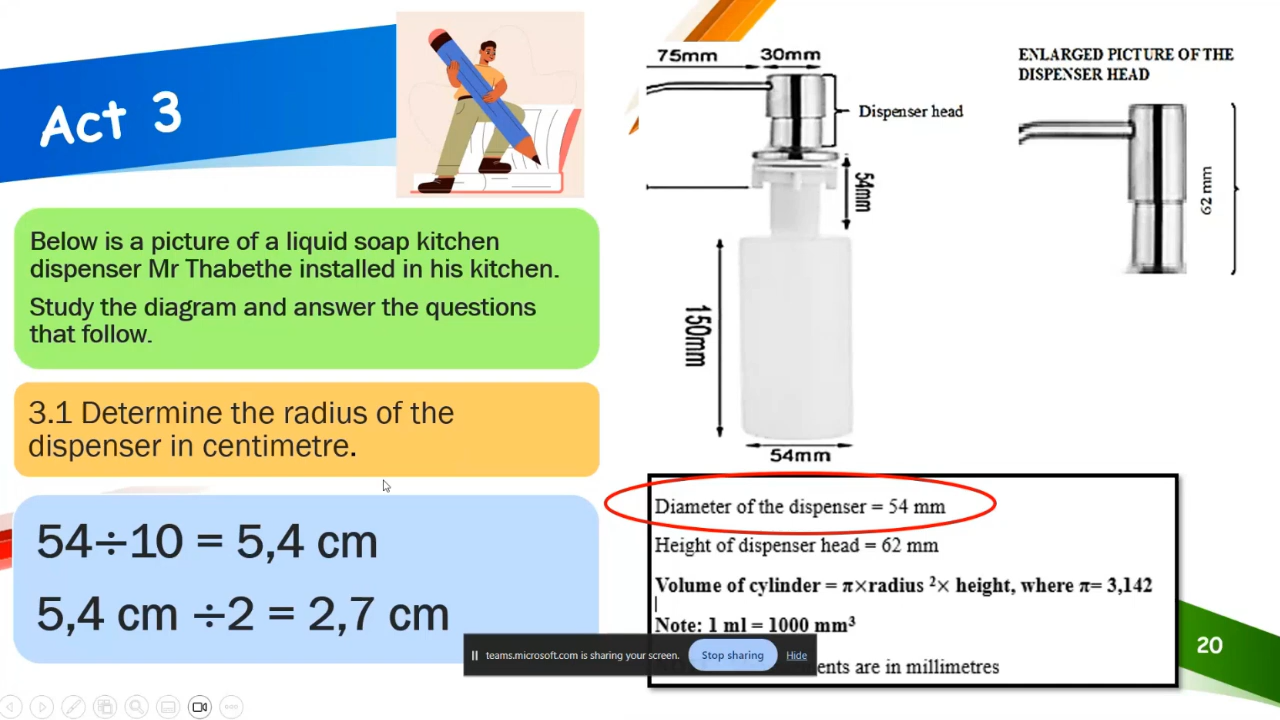 Act 3
Below is a picture of a liquid soap kitchen
dispenser Mr Thabethe installed in his kitchen.
Study the diagram and answer the questions
that follow.
3.1 Determine the radius of the
dispenser in centimetre.
54÷10 = 5,4 cm
5,4 cm ÷2 = 2,7 cm
75mm
30mm
Dispenser head
54mm
150mm
54mm
ENLARGED PICTURE OF THE
DISPENSER HEAD
62 mm
Diameter of the dispenser = 54 mm
Height of dispenser head = 62 mm
Volume of cylinder = π×radius ²× height, where π= 3,142
Note: 1 ml = 1000 mm³
are in millimetres
teams.microsoft.com is sharing your screen.
Stop sharing
Hide
20